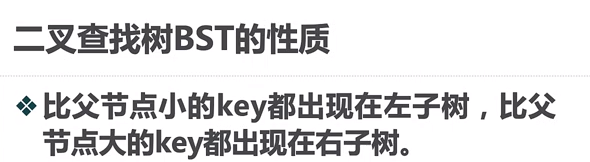 二叉查找树BST的性质
比父节点小的key都出现在左子树，比父
节点大的key都出现在右子树。